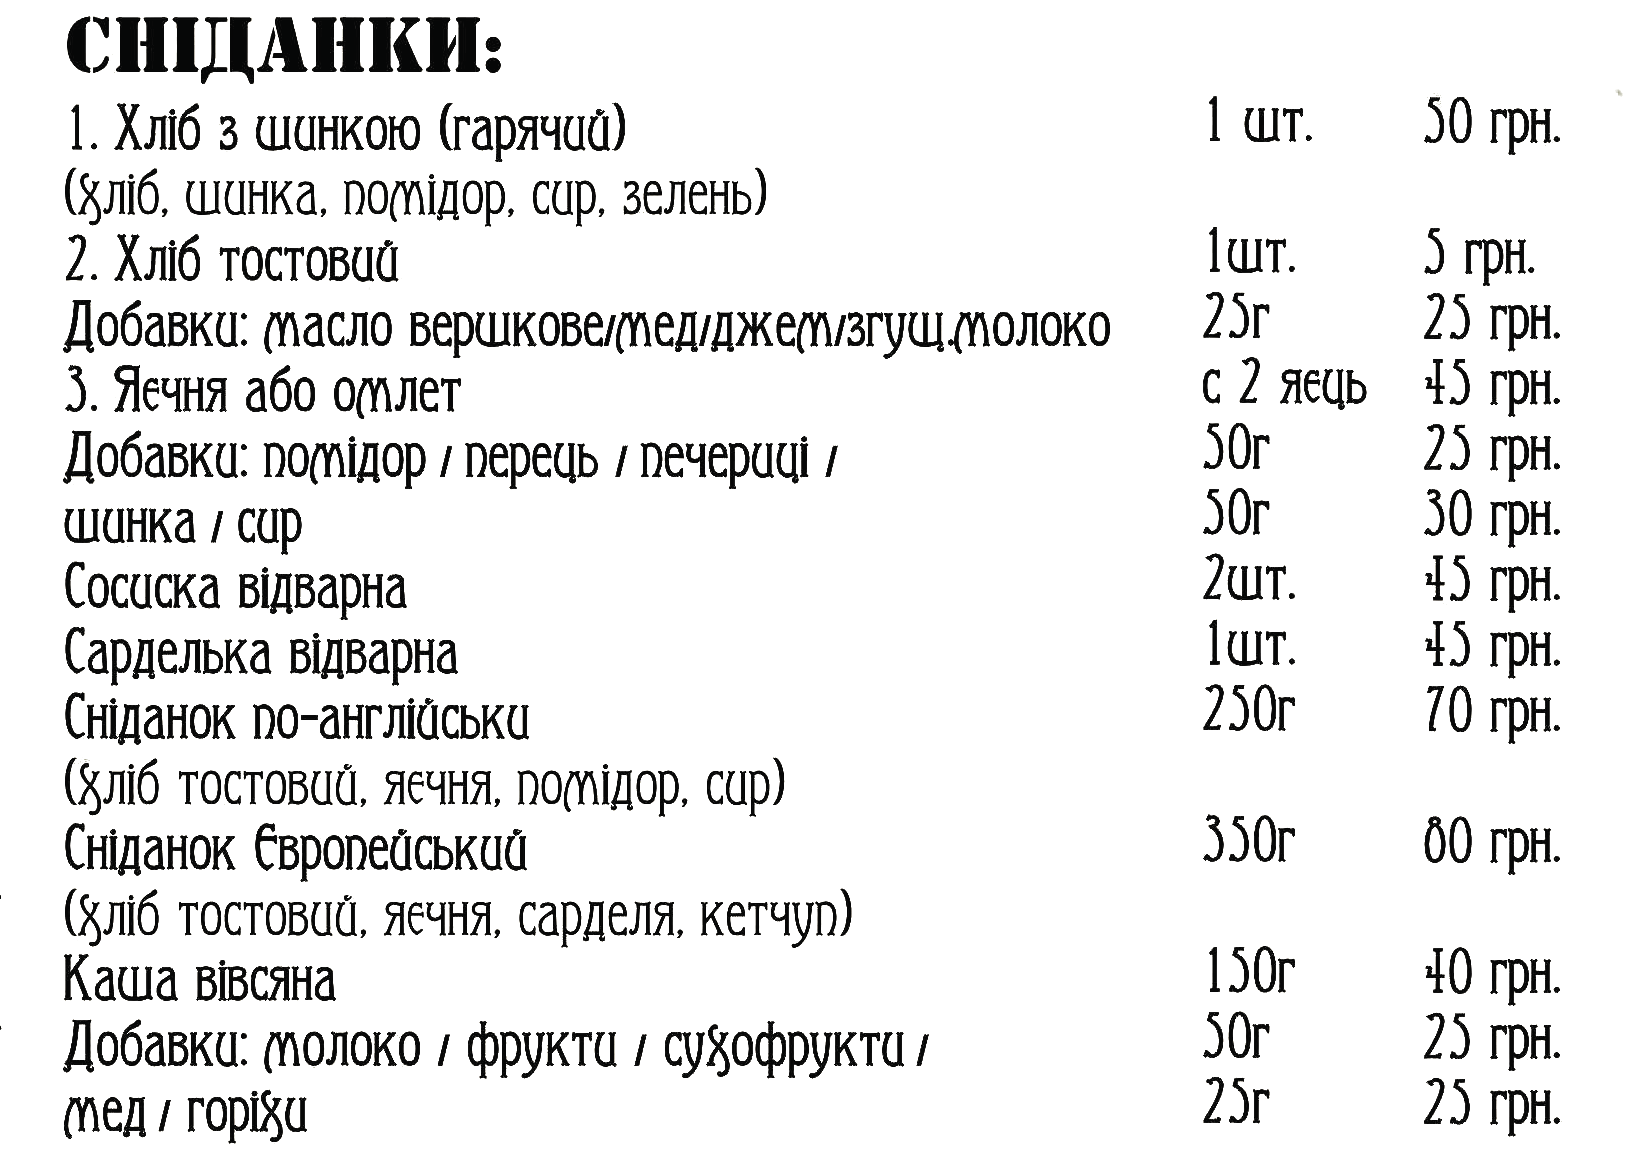 СНІДАНКИ:
1. Хліб з шинкою (гарячий) 1 шт. 50 грн.
(хліб, шинка, помідор, сир, зелень)
2. Хліб тостовий 1шт. 5 грн.
Добавки: масло вершкове/мед/джем/згущ.молоко 25г 25 грн.
3. Яєчня або омлет с 2 яєць 45 грн.
Добавки: помідор / перець / печериці / 50г 25 грн.
шинка / сир 50г 30 грн.
Сосиска відварна 2шт. 45 грн.
Сарделька відварна 1шт. 45 грн.
Сніданок по-англійськи 250г 70 грн.
(хліб тостовий, яєчня, помідор, сир)
Сніданок Європейський 350г 80 грн.
(хліб тостовий, яєчня, сарделя, кетчуп)
Каша вівсяна 150г 40 грн.
Добавки: молоко / фрукти / сухофрукти / 50г 25 грн.
мед / горіхи 25г 25 грн.